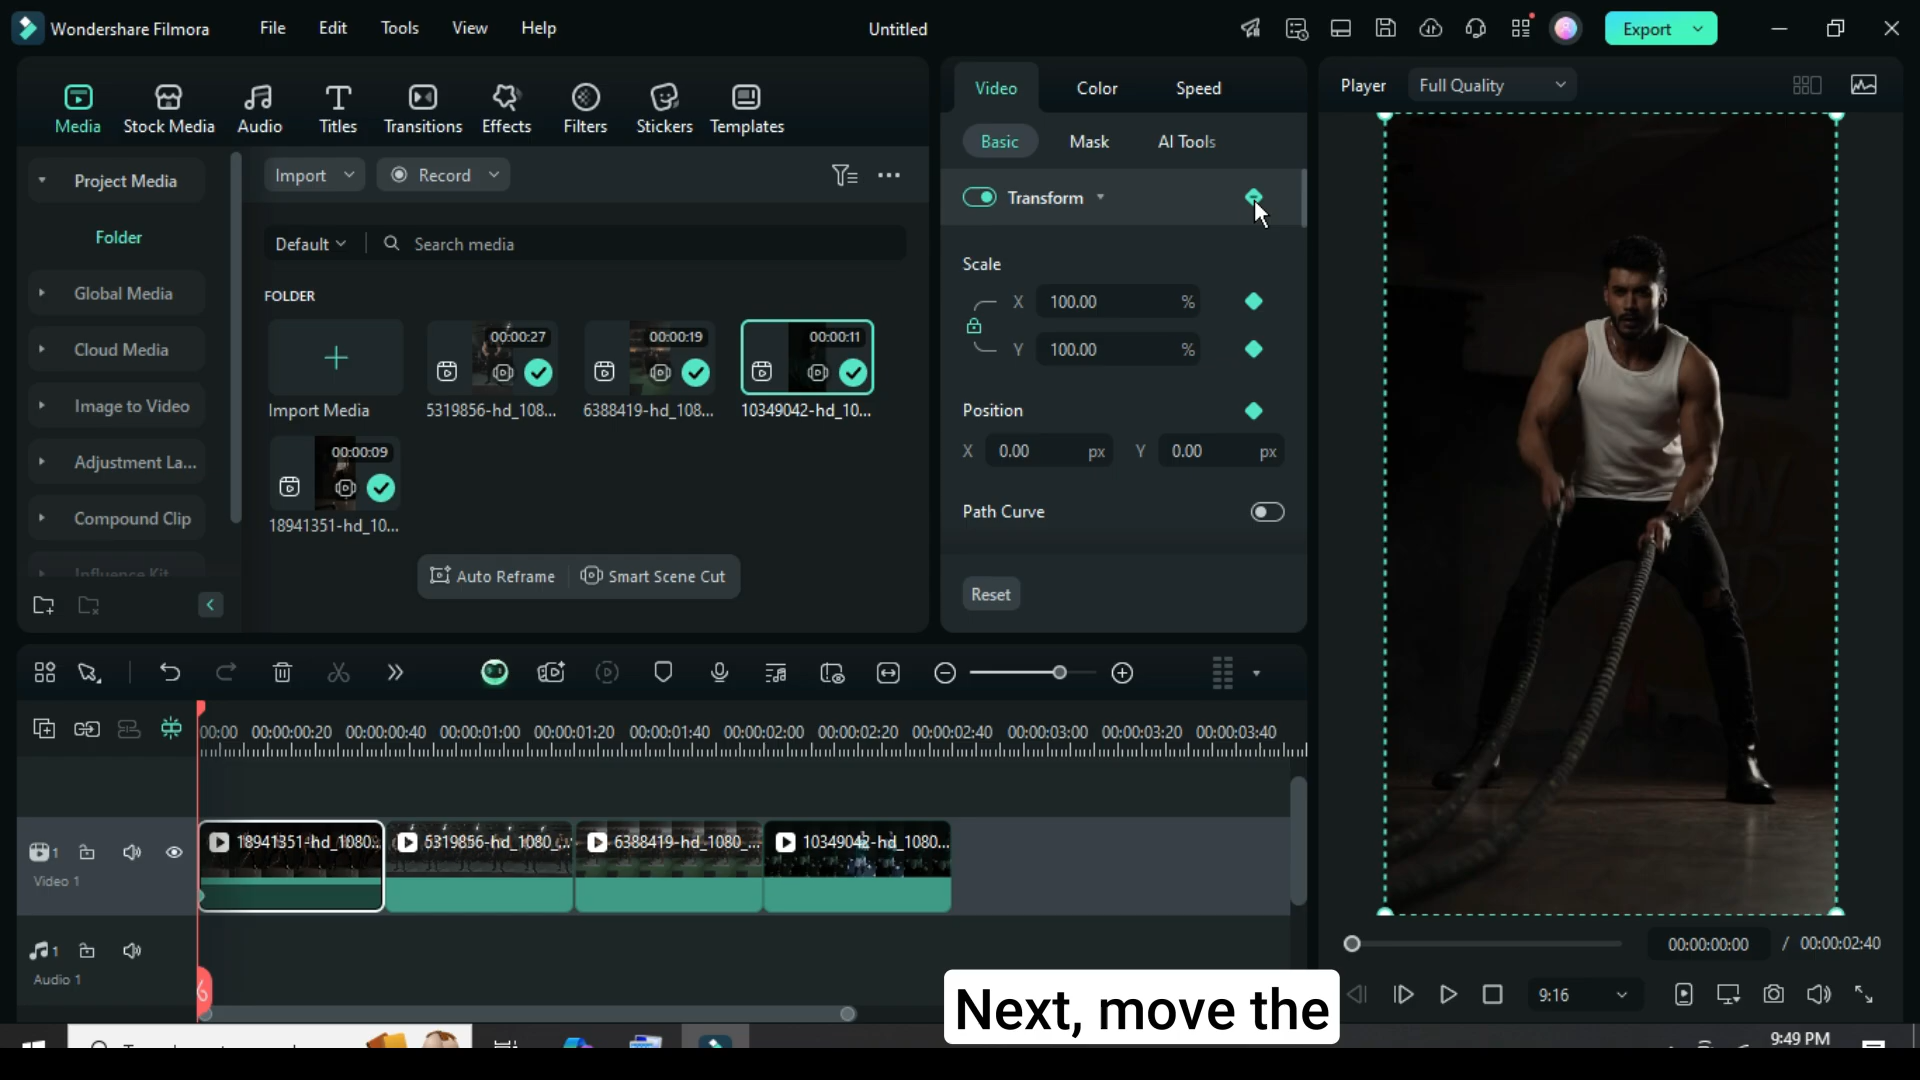 Wondershare Filmora
File Edit Tools View Help
Untitled
Export
Media Stock Media Audio Titles Transitions Effects Filters Stickers Templates
Project Media
Folder
Global Media
Cloud Media
Image to Video
Adjustment La...
Compound Clip
Influence Kit
Import
Record
Default
Search media
FOLDER
Import Media
00:00:27
5319856-hd_108...
00:00:19
6388419-hd_108...
00:00:11
10349042-hd_10...
00:00:09
18941351-hd_10...
Auto Reframe
Smart Scene Cut
Video Color Speed
Basic Mask AI Tools
Transform
Scale
X 100.00 %
Y 100.00 %
Position
X 0.00 px Y 0.00 px
Path Curve
Reset
Player Full Quality
00:00:00:00 / 00:00:02:40
9:16
00:00 00:00:00:20 00:00:00:40 00:00:01:00 00:00:01:20 00:00:01:40 00:00:02:00 00:00:02:20 00:00:02:40 00:00:03:00 00:00:03:20 00:00:03:40
1
Video 1
18941351-hd_1080...
5319856-hd_1080_...
6388419-hd_1080_...
10349042-hd_1080...
1
Audio 1
Next, move the
9:49 PM